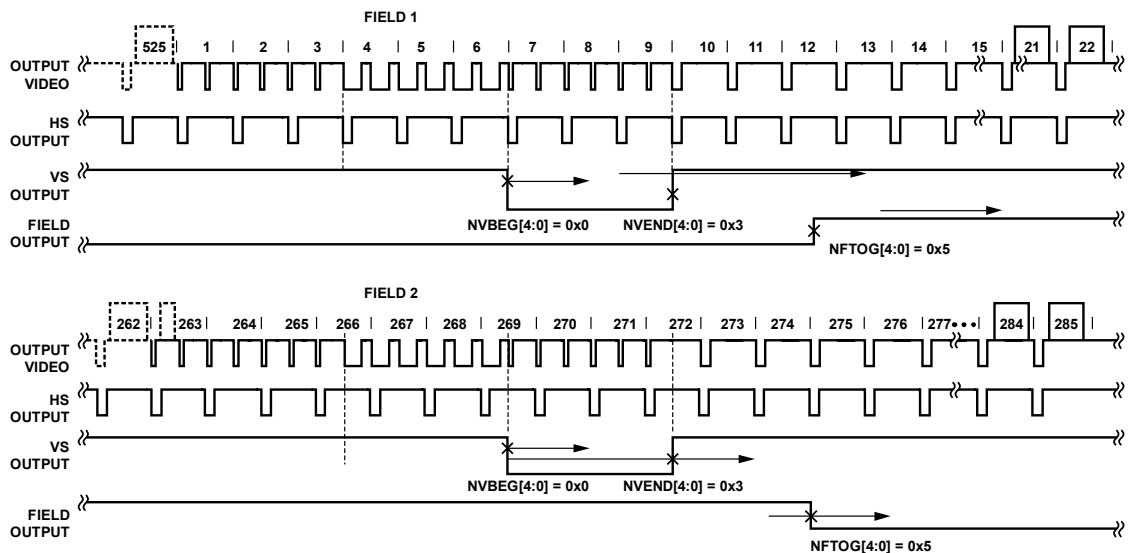 FIELD 1
525 1 2 3 4 5 6 7 8 9 10 11 12 13 14 15 21 22
OUTPUT
VIDEO
HS
OUTPUT
VS
OUTPUT
NVBEG[4:0] = 0x0 NVEND[4:0] = 0x3
FIELD
OUTPUT
NFTOG[4:0] = 0x5
FIELD 2
262 263 264 265 266 267 268 269 270 271 272 273 274 275 276 277 ••• 284 285
OUTPUT
VIDEO
HS
OUTPUT
VS
OUTPUT
NVBEG[4:0] = 0x0 NVEND[4:0] = 0x3
FIELD
OUTPUT
NFTOG[4:0] = 0x5